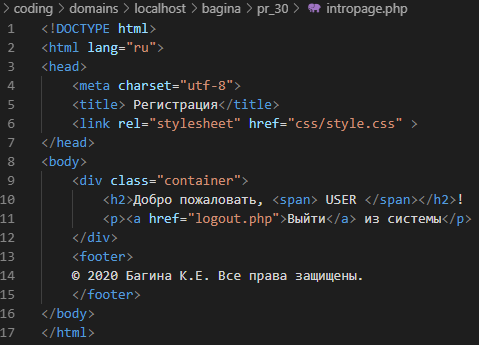 > coding > domains > localhost > bagina > pr_30 > intropage.php
1 <!DOCTYPE html>
2 <html lang="ru">
3 <head>
4 <meta charset="utf-8">
5 <title> Регистрация</title>
6 <link rel="stylesheet" href="css/style.css" >
7 </head>
8 <body>
9 <div class="container">
10 <h2>Добро пожаловать, <span> USER </span></h2>!
11 <p><a href="logout.php">Выйти</a> из системы</p>
12 </div>
13 <footer>
14 © 2020 Багина К.Е. Все права защищены.
15 </footer>
16 </body>
17 </html>